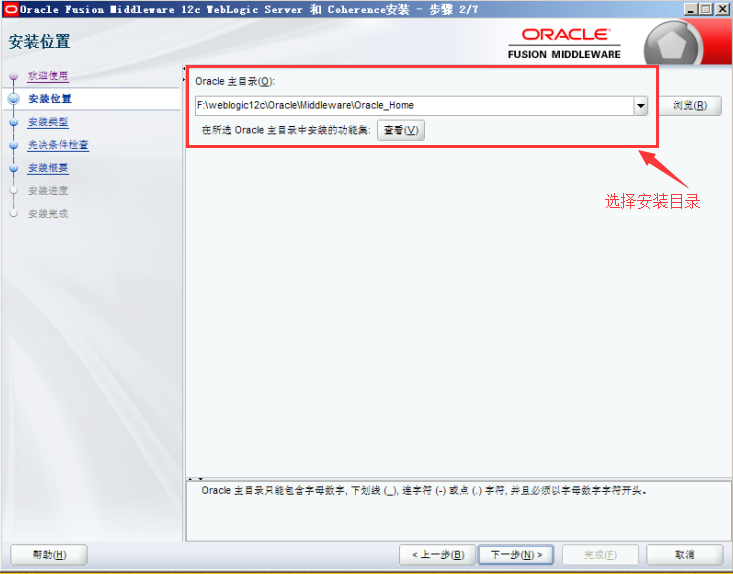 Oracle Fusion Middleware 12c WebLogic Server 和 Coherence安装 - 步骤 2/7
安装位置
ORACLE
FUSION MIDDLEWARE
欢迎使用
安装位置
安装类型
先决条件检查
安装概要
安装进度
安装完成
Oracle 主目录(O):
F:\weblogic12c\Oracle\Middleware\Oracle_Home
浏览(R)
在所选 Oracle 主目录中安装的功能集: 查看(V)
选择安装目录
Oracle 主目录只能包含字母数字, 下划线 (_), 连字符 (-) 或点 (.) 字符, 并且必须以字母数字字符开头。
帮助(H)
< 上一步(B)
下一步(N) >
完成(F)
取消